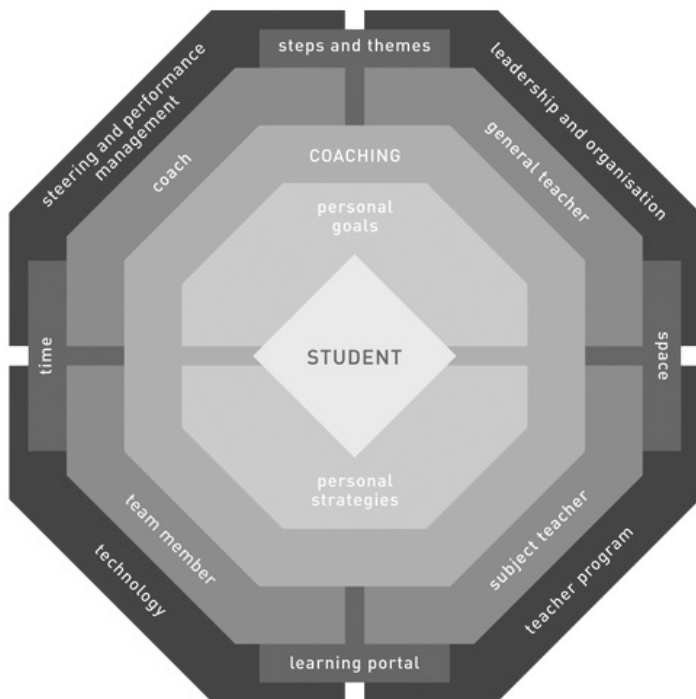 steps and themes
steering and performance
management
leadership and organisation
coach
general teacher
COACHING
personal
goals
time
STUDENT
space
personal
strategies
team member
subject teacher
technology
teacher program
learning portal